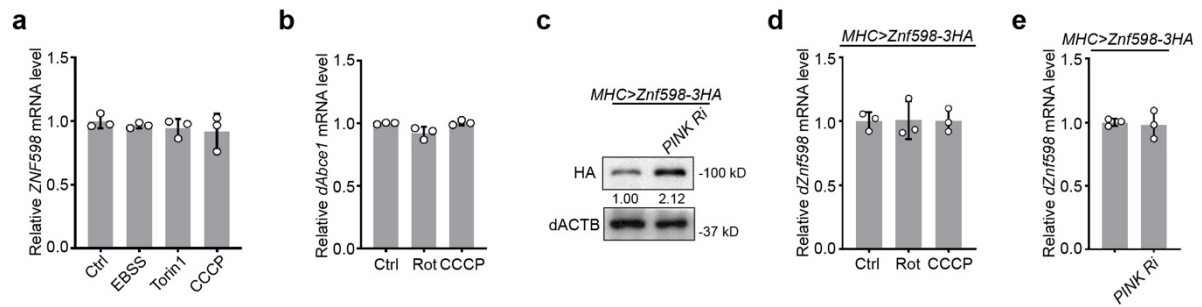 a
Relative ZNF598 mRNA level
1.5
1.0
0.5
0.0
Ctrl
EBSS
Torin1
CCCP
b
Relative dAbce1 mRNA level
1.5
1.0
0.5
0.0
Ctrl Rot CCCP
c
MHC>Znf598-3HA
PINK Ri
HA
-100 kD
1.00 2.12
dACTB
-37 kD
d
MHC>Znf598-3HA
Relative dZnf598 mRNA level
1.5
1.0
0.5
0.0
Ctrl Rot CCCP
e
MHC>Znf598-3HA
Relative dZnf598 mRNA level
1.5
1.0
0.5
0.0
PINK Ri